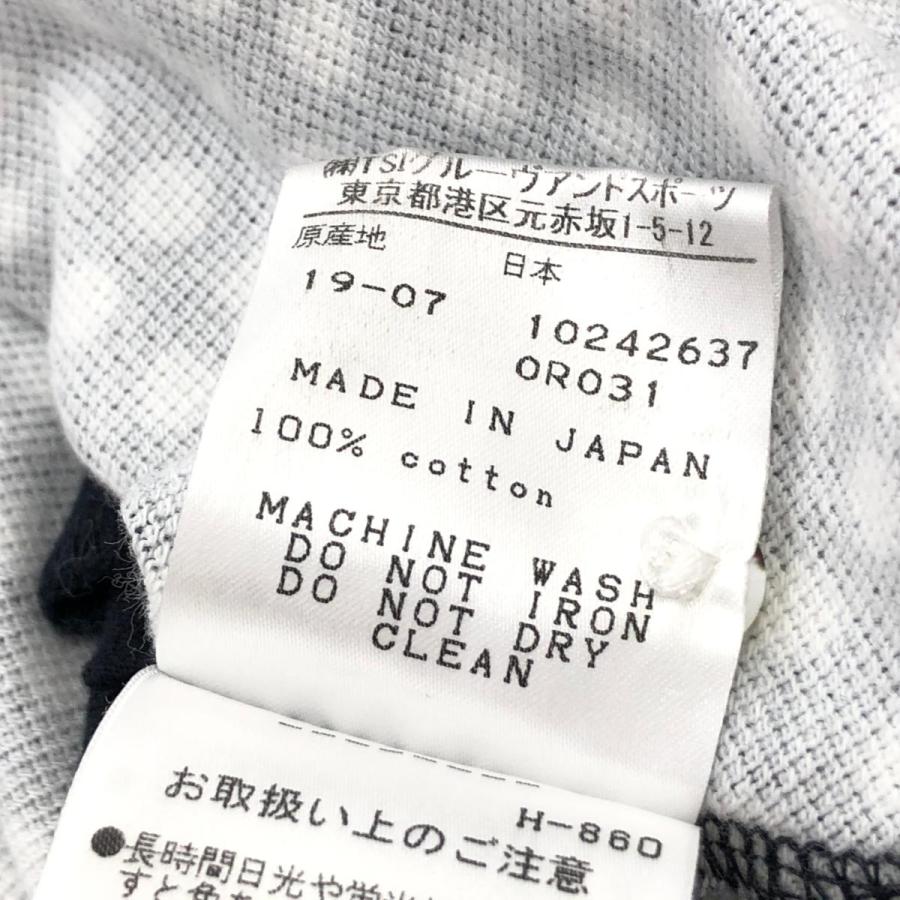 ㈱TSIグルーヴアンドスポーツ
東京都港区元赤坂1-5-12
原産地 日本
19-07 10242637
0R031
MADE IN JAPAN
100% cotton
MACHINE WASH
DO NOT IRON
DO NOT DRY
CLEAN
H-860
お取扱い上のご注意
●長時間日光や蛍光
すと色